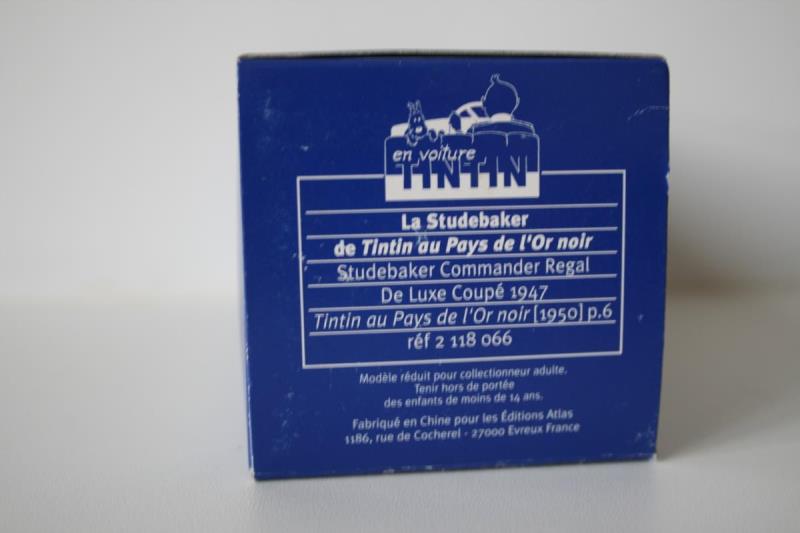 en voiture
TINTIN
La Studebaker
de Tintin au Pays de l'Or noir
Studebaker Commander Regal
De Luxe Coupé 1947
Tintin au Pays de l'Or noir [1950] p.6
réf 2 118 066
Modèle réduit pour collectionneur adulte.
Tenir hors de portée
des enfants de moins de 14 ans.
Fabriqué en Chine pour les Éditions Atlas
1186, rue de Cocherel - 27000 Evreux France